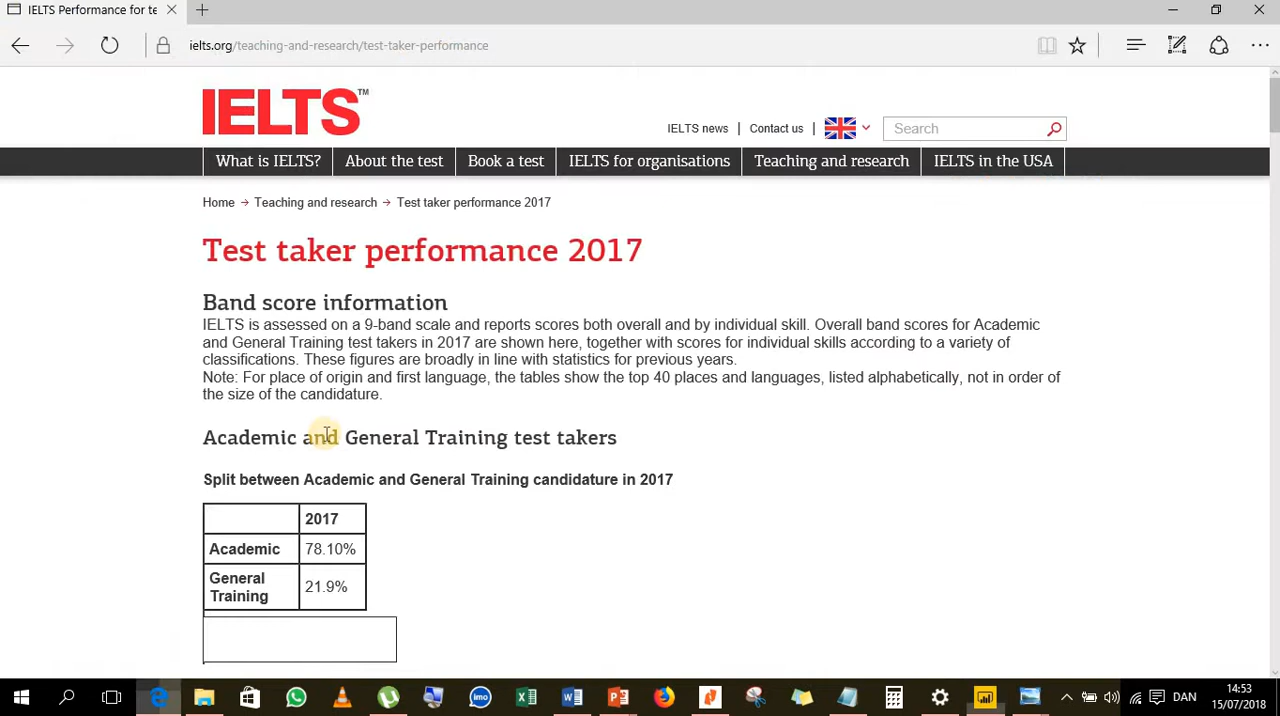 IELTS Performance for te
ielts.org/teaching-and-research/test-taker-performance
IELTS™
IELTS news | Contact us |
Search
What is IELTS?
About the test
Book a test
IELTS for organisations
Teaching and research
IELTS in the USA
Home → Teaching and research → Test taker performance 2017
Test taker performance 2017
Band score information
IELTS is assessed on a 9-band scale and reports scores both overall and by individual skill. Overall band scores for Academic
and General Training test takers in 2017 are shown here, together with scores for individual skills according to a variety of
classifications. These figures are broadly in line with statistics for previous years.
Note: For place of origin and first language, the tables show the top 40 places and languages, listed alphabetically, not in order of
the size of the candidature.
Academic and General Training test takers
Split between Academic and General Training candidature in 2017
2017
Academic 78.10%
General
Training 21.9%
imo
DAN
14:53
15/07/2018